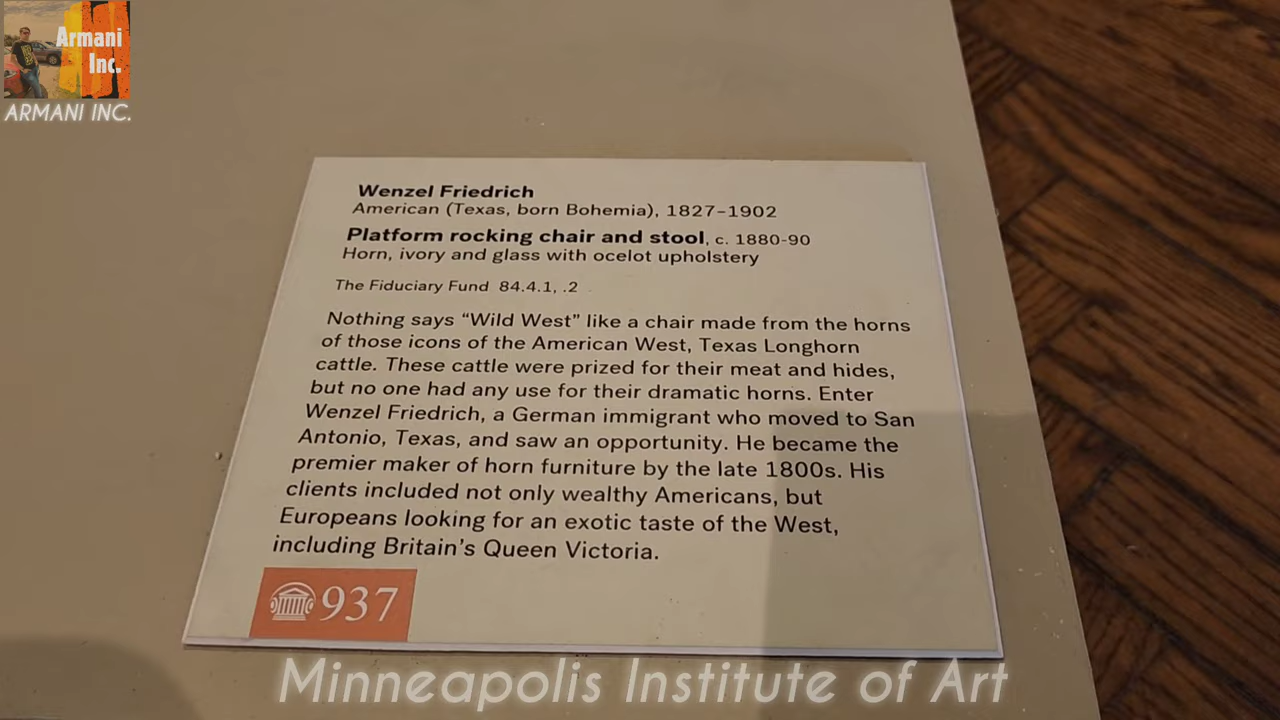 Armani
Inc.
ARMANI INC.
Wenzel Friedrich
American (Texas, born Bohemia), 1827–1902
Platform rocking chair and stool, c. 1880-90
Horn, ivory and glass with ocelot upholstery
The Fiduciary Fund 84.4.1, .2
Nothing says “Wild West” like a chair made from the horns
of those icons of the American West, Texas Longhorn
cattle. These cattle were prized for their meat and hides,
but no one had any use for their dramatic horns. Enter
Wenzel Friedrich, a German immigrant who moved to San
Antonio, Texas, and saw an opportunity. He became the
premier maker of horn furniture by the late 1800s. His
clients included not only wealthy Americans, but
Europeans looking for an exotic taste of the West,
including Britain’s Queen Victoria.
937
Minneapolis Institute of Art